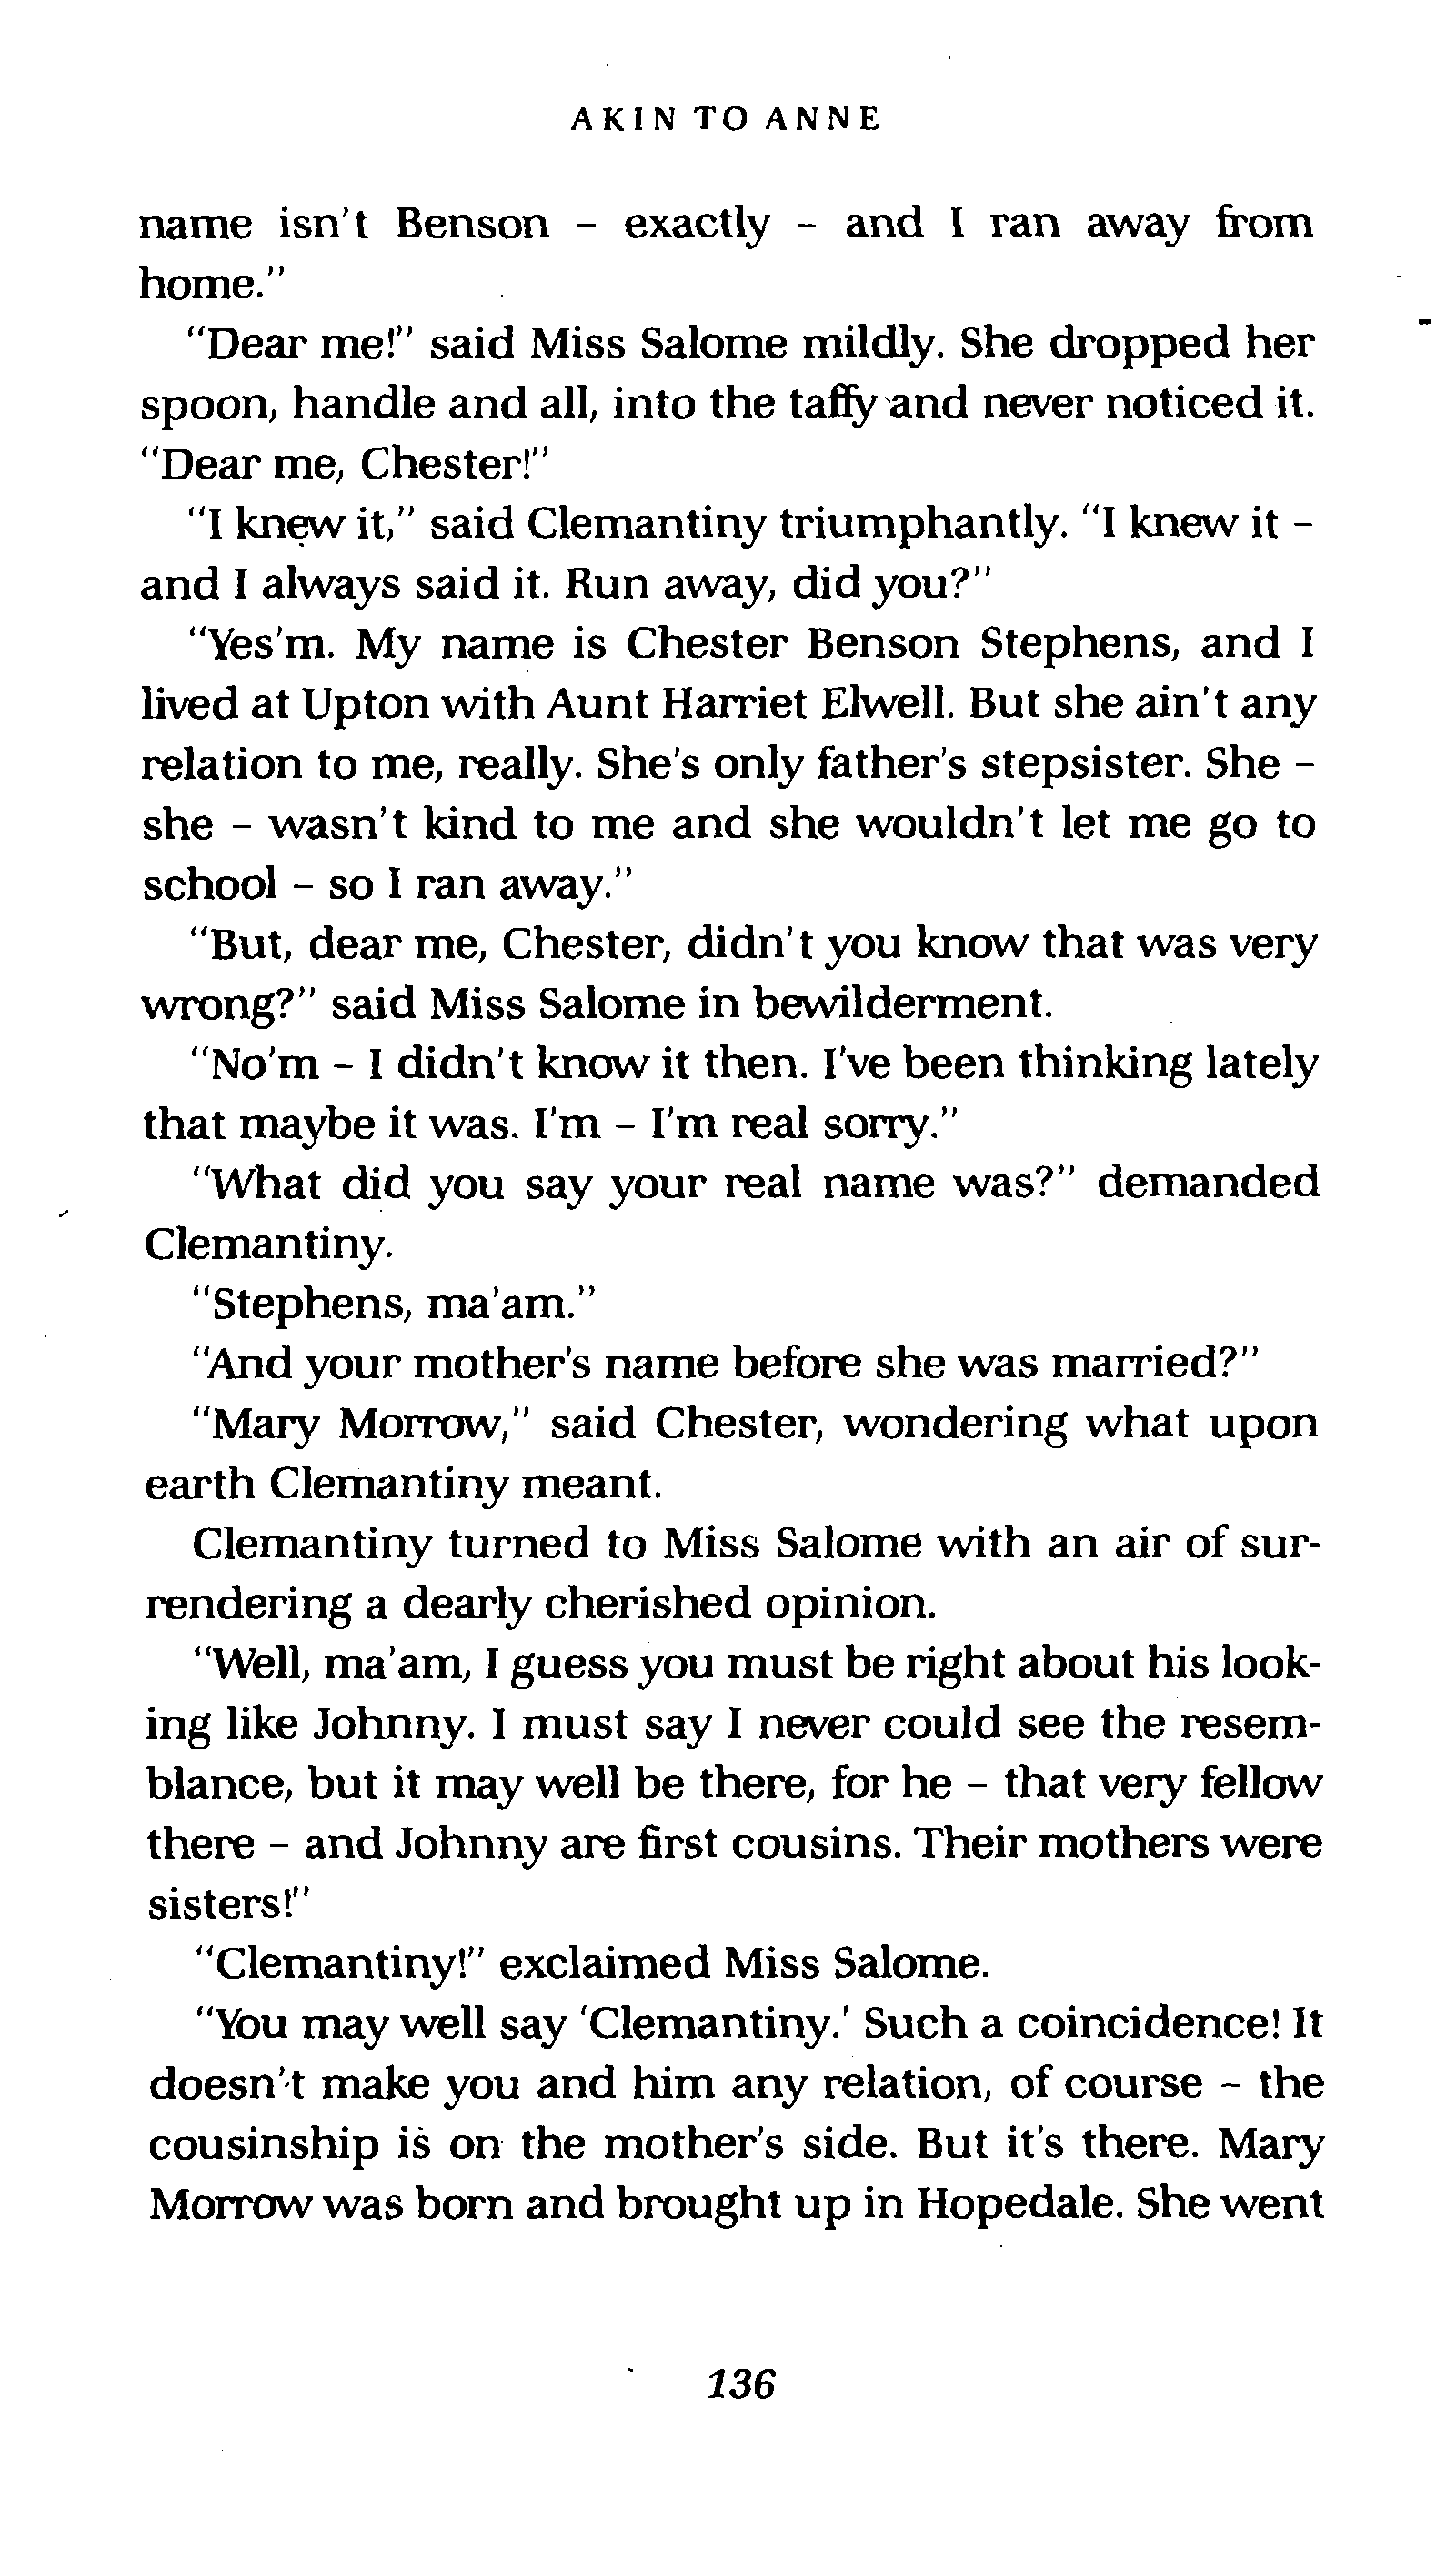 AKIN TO ANNE
name isn't Benson – exactly – and I ran away from
home."
"Dear me!" said Miss Salome mildly. She dropped her
spoon, handle and all, into the taffy and never noticed it.
"Dear me, Chester!"
"I knew it," said Clemantiny triumphantly. "I knew it –
and I always said it. Run away, did you?"
"Yes'm. My name is Chester Benson Stephens, and I
lived at Upton with Aunt Harriet Elwell. But she ain't any
relation to me, really. She's only father's stepsister. She –
she – wasn't kind to me and she wouldn't let me go to
school – so I ran away."
"But, dear me, Chester, didn't you know that was very
wrong?" said Miss Salome in bewilderment.
"No'm – I didn't know it then. I've been thinking lately
that maybe it was. I'm – I'm real sorry."
"What did you say your real name was?" demanded
Clemantiny.
"Stephens, ma'am."
"And your mother's name before she was married?"
"Mary Morrow," said Chester, wondering what upon
earth Clemantiny meant.
Clemantiny turned to Miss Salome with an air of sur-
rendering a dearly cherished opinion.
"Well, ma'am, I guess you must be right about his look-
ing like Johnny. I must say I never could see the resem-
blance, but it may well be there, for he – that very fellow
there – and Johnny are first cousins. Their mothers were
sisters!"
"Clemantiny!" exclaimed Miss Salome.
"You may well say 'Clemantiny.' Such a coincidence! It
doesn't make you and him any relation, of course – the
cousinship is on the mother's side. But it's there. Mary
Morrow was born and brought up in Hopedale. She went
136